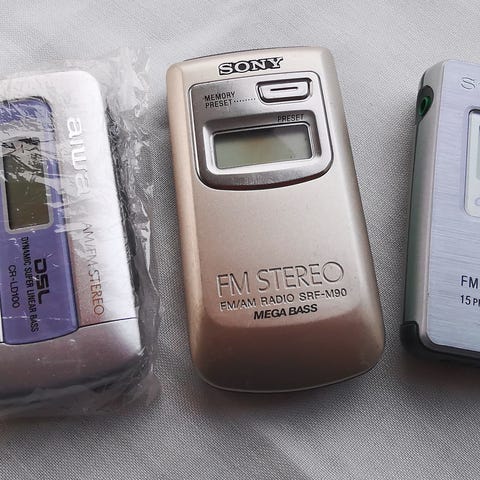 aiwa
AM/FM STEREO
DSL
DYNAMIC SUPER LINEAR BASS
CR-LD100
SONY
MEMORY
PRESET
PRESET
FM STEREO
FM/AM RADIO SRF-M90
MEGA BASS
S
FM
15 P